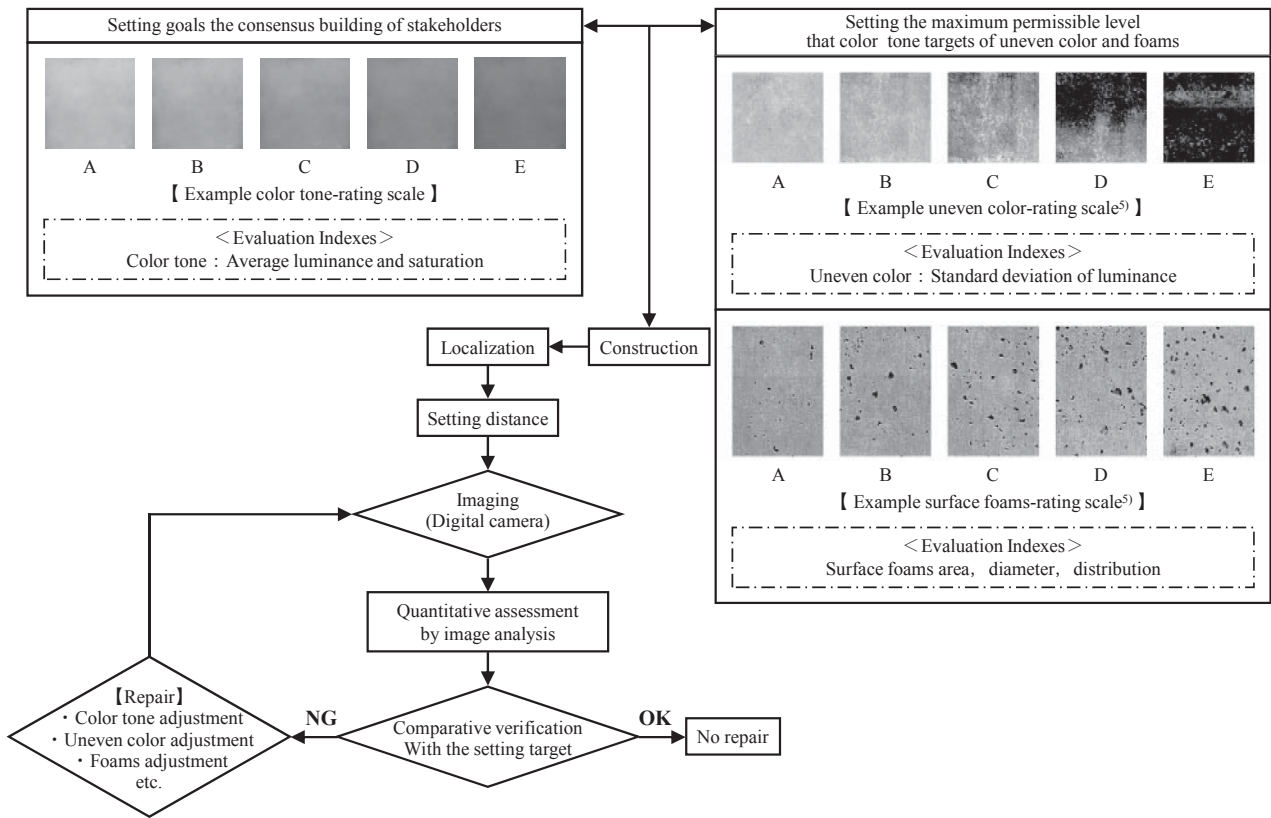 Setting goals the consensus building of stakeholders
A
B
C
D
E
【 Example color tone-rating scale 】
＜Evaluation Indexes＞
Color tone：Average luminance and saturation
Setting the maximum permissible level
that color tone targets of uneven color and foams
A
B
C
D
E
【 Example uneven color-rating scale5) 】
＜Evaluation Indexes＞
Uneven color：Standard deviation of luminance
A
B
C
D
E
【 Example surface foams-rating scale5) 】
＜Evaluation Indexes＞
Surface foams area， diameter， distribution
Construction
Localization
Setting distance
Imaging
(Digital camera)
Quantitative assessment
by image analysis
Comparative verification
With the setting target
NG
OK
No repair
【Repair】
・Color tone adjustment
・Uneven color adjustment
・Foams adjustment
etc.